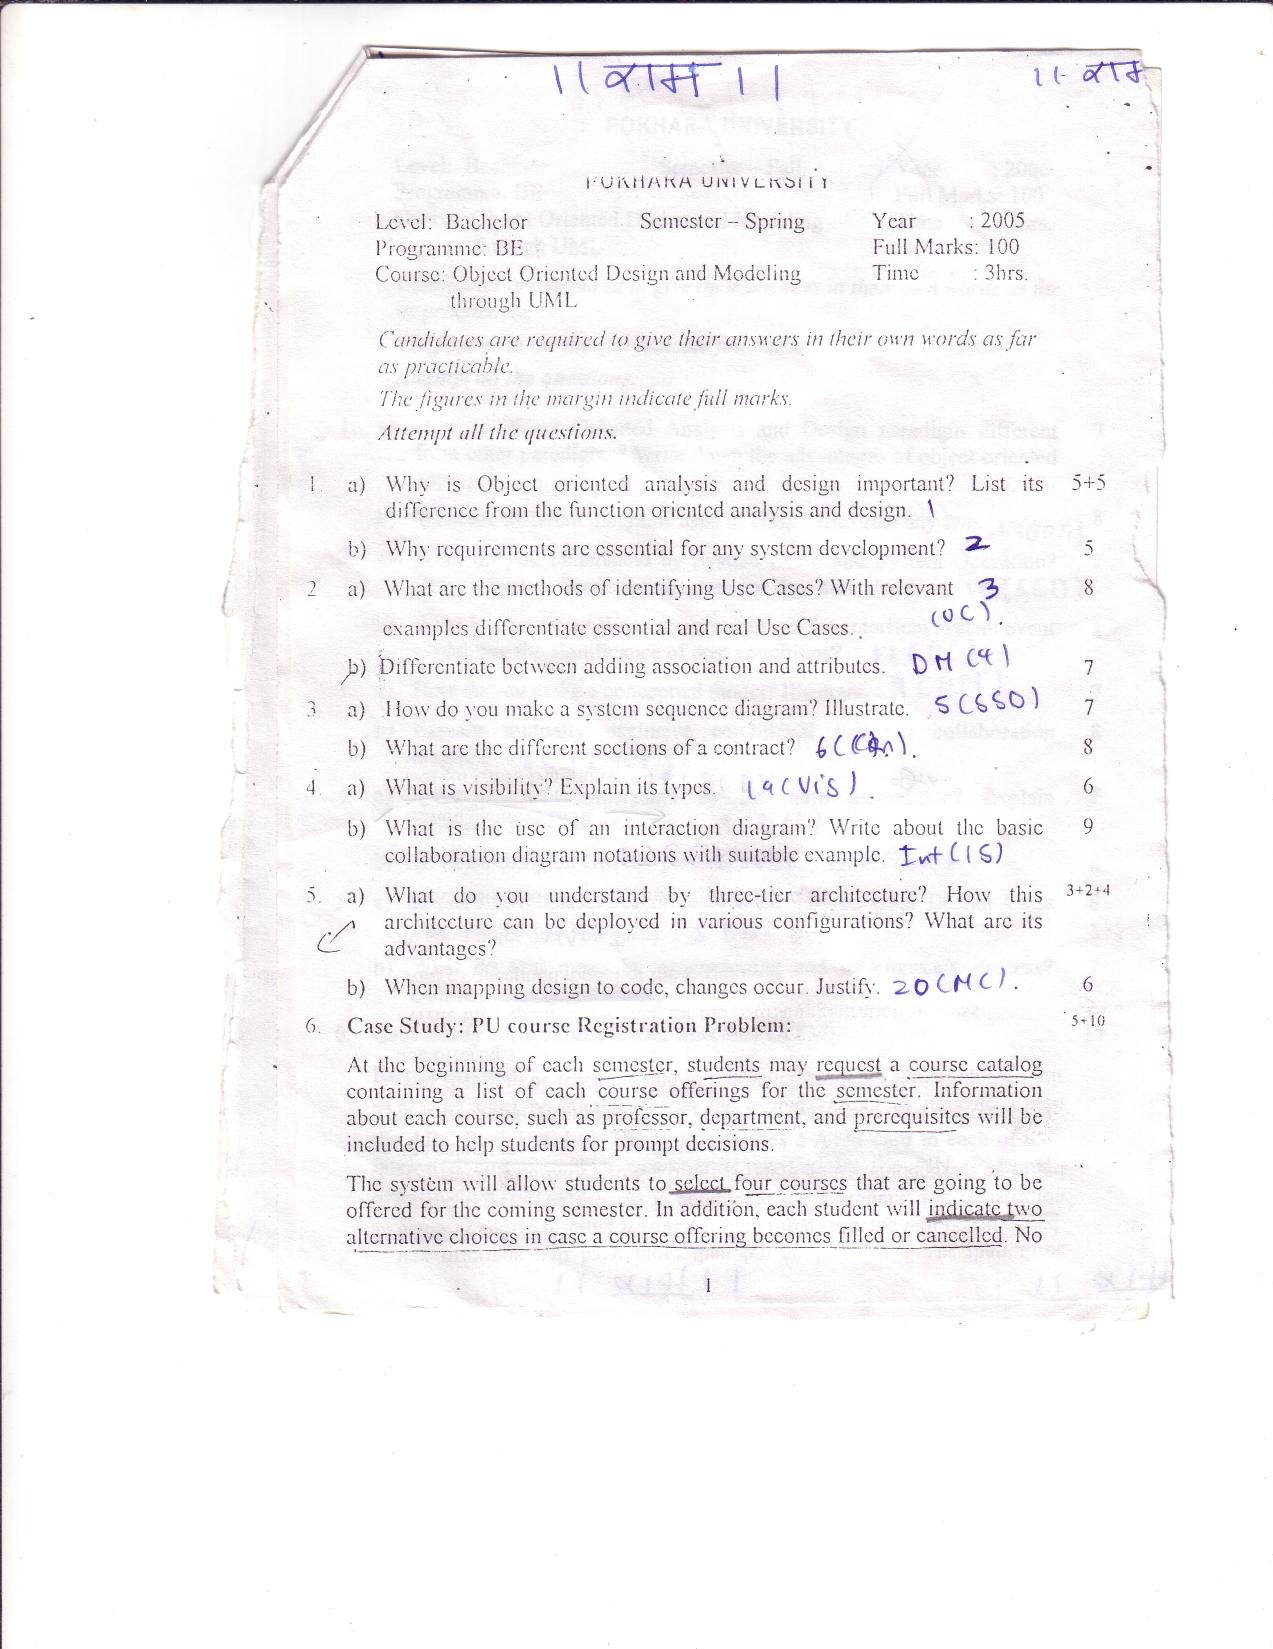 ।। राम ।।
POKHARA UNIVERSITY
Level: Bachelor Semester – Spring Year : 2005
Programme: BE Full Marks: 100
Course: Object Oriented Design and Modeling Time : 3hrs.
through UML
Candidates are required to give their answers in their own words as far
as practicable.
The figures in the margin indicate full marks.
Attempt all the questions.
1 a) Why is Object oriented analysis and design important? List its 5+5
difference from the function oriented analysis and design. 1
b) Why requirements are essential for any system development? 2 5
2 a) What are the methods of identifying Use Cases? With relevant 3 8
examples differentiate essential and real Use Cases. (UC).
b) Differentiate between adding association and attributes. DM (4) 7
3 a) How do you make a system sequence diagram? Illustrate. 5 (SSD) 7
b) What are the different sections of a contract? 6 8
4. a) What is visibility? Explain its types. 19 (Vis). 6
b) What is the use of an interaction diagram? Write about the basic 9
collaboration diagram notations with suitable example. Int (15)
5. a) What do you understand by three-tier architecture? How this 3+2+4
architecture can be deployed in various configurations? What are its
advantages?
b) When mapping design to code, changes occur. Justify. 20 (MC). 6
6. Case Study: PU course Registration Problem: 5+10
At the beginning of each semester, students may request a course catalog
containing a list of each course offerings for the semester. Information
about each course, such as professor, department, and prerequisites will be
included to help students for prompt decisions.
The system will allow students to select four courses that are going to be
offered for the coming semester. In addition, each student will indicate two
alternative choices in case a course offering becomes filled or cancelled. No
1